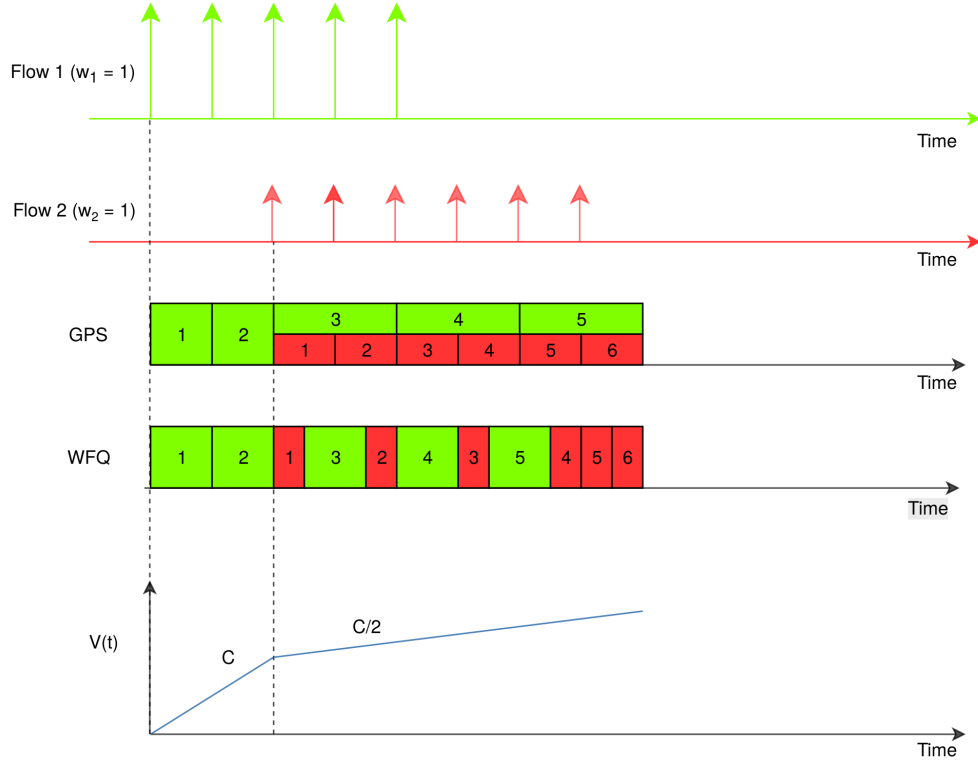 Flow 1 (w1 = 1)
Time
Flow 2 (w2 = 1)
Time
GPS
1 2 3 4 5
1 2 3 4 5 6
Time
WFQ
1 2 1 3 2 4 3 5 4 5 6
Time
V(t)
C
C/2
Time